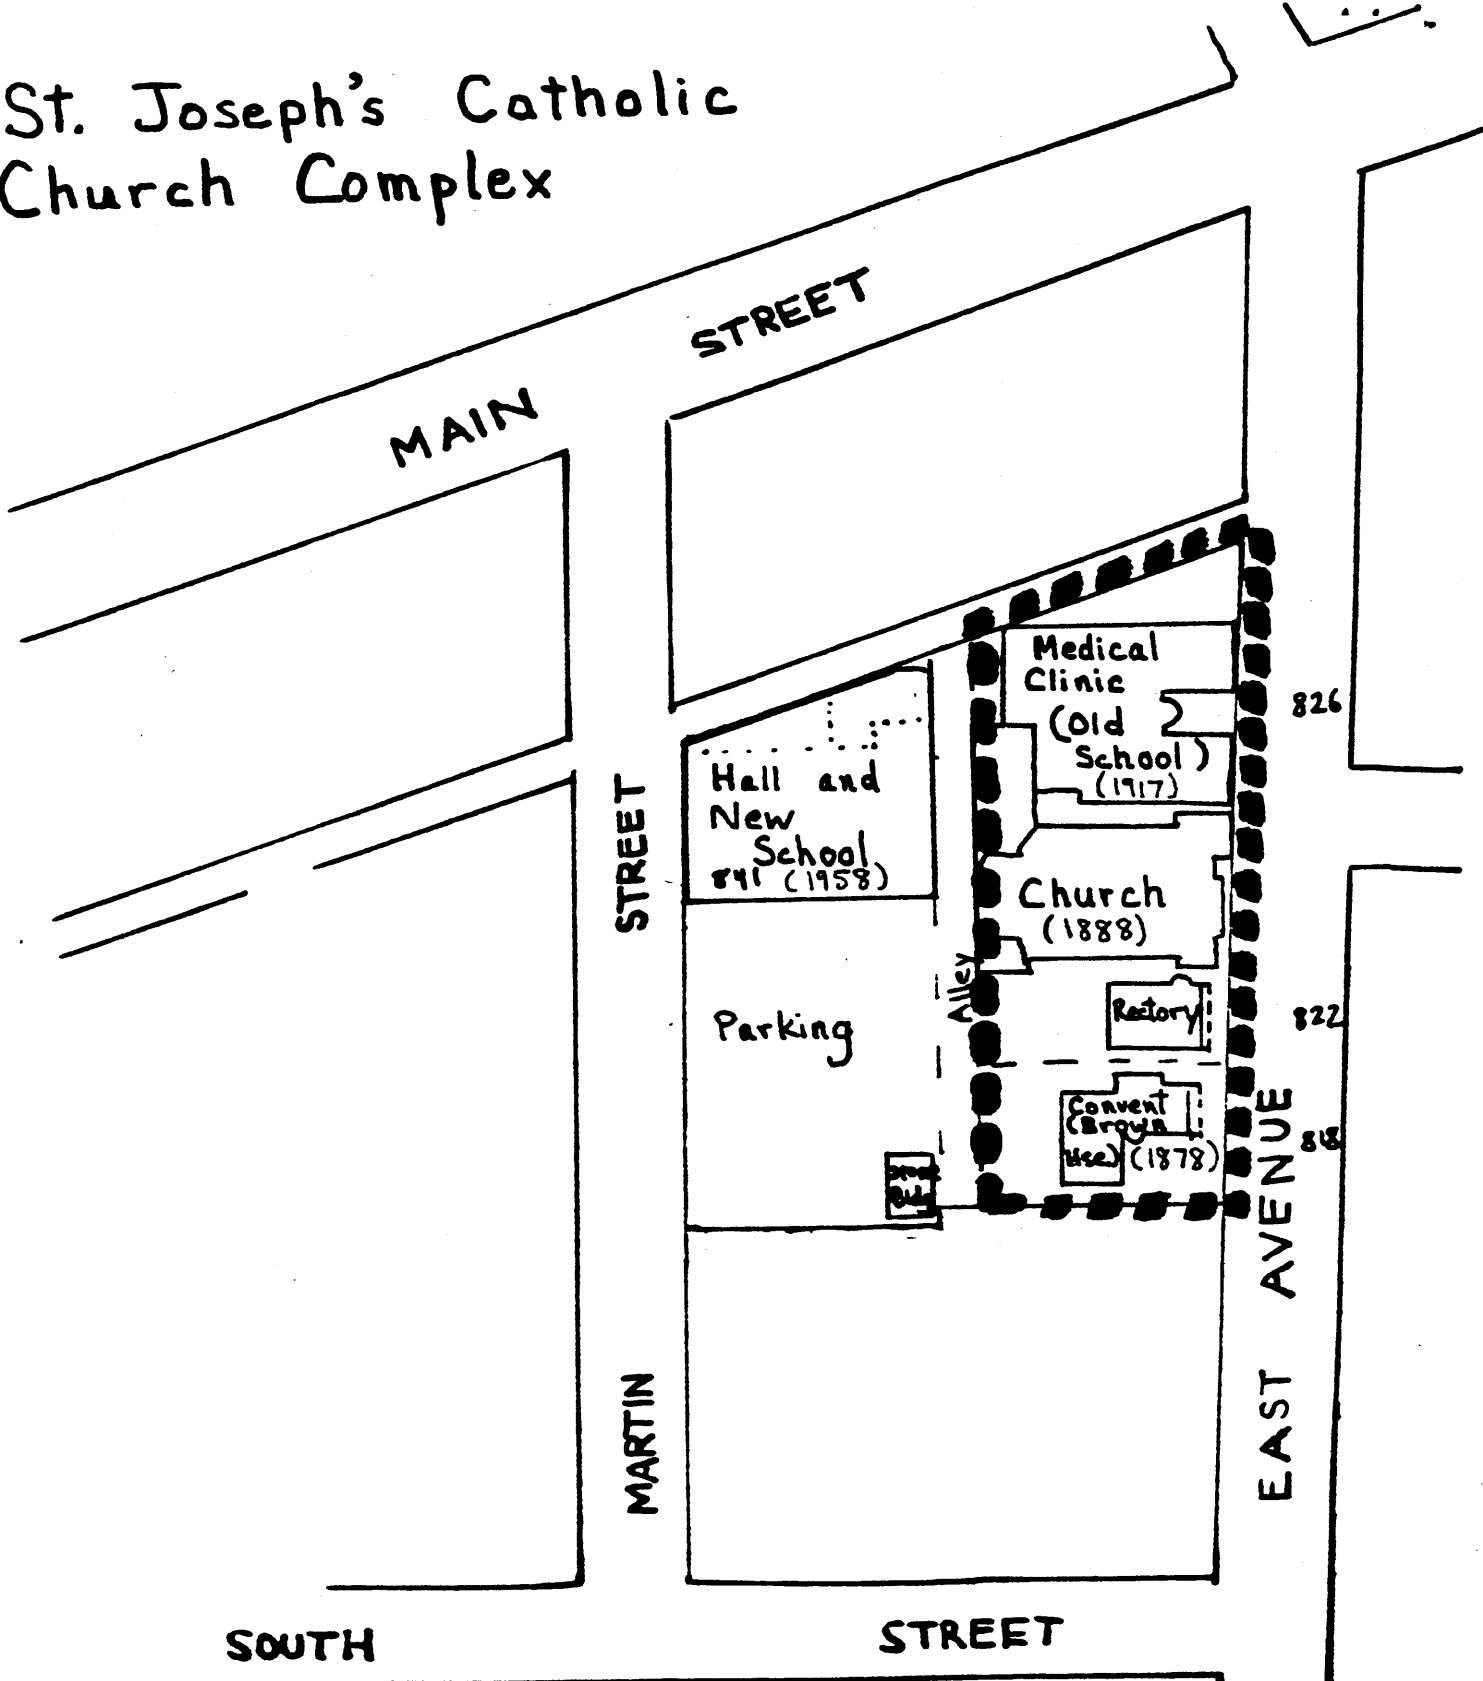 St. Joseph's Catholic
Church Complex
MAIN STREET
Medical
Clinic
(Old
School)
(1917)
826
Hall and
New
School
841 (1958)
STREET
Church
(1888)
Alley
Parking
Rectory
822
Convent
(Brown
Hse) (1878)
818
Bldg
EAST AVENUE
MARTIN
SOUTH STREET